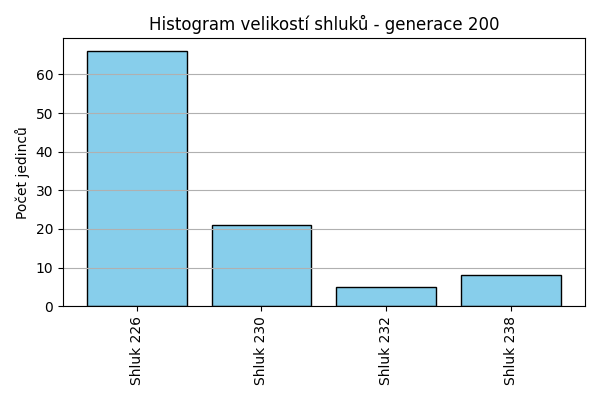 Histogram velikostí shluků - generace 200
Počet jedinců
60
50
40
30
20
10
0
Shluk 226
Shluk 230
Shluk 232
Shluk 238